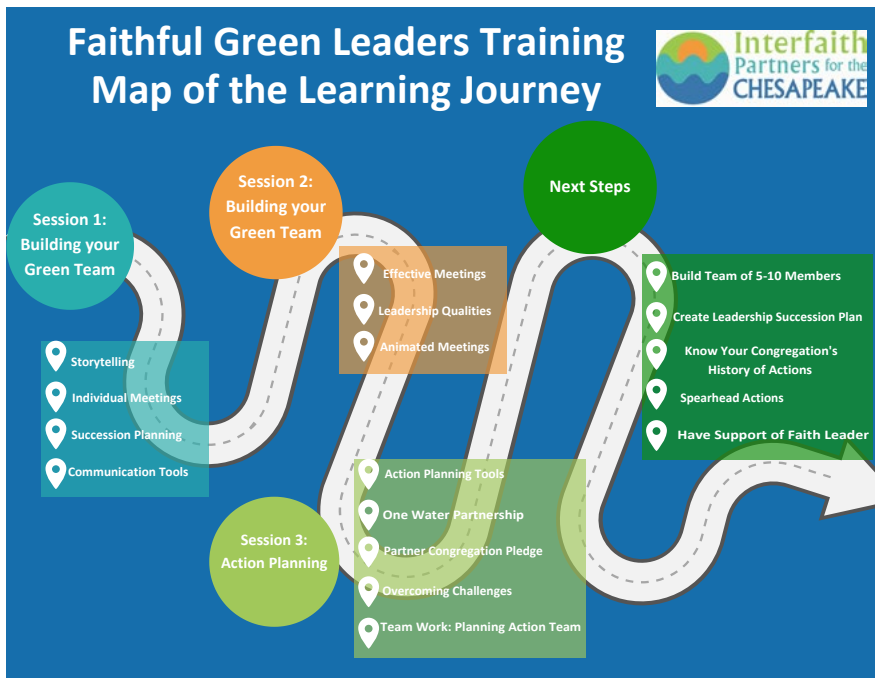 Faithful Green Leaders Training
Map of the Learning Journey
Interfaith
Partners for the
CHESAPEAKE
Session 1:
Building your
Green Team
Storytelling
Individual Meetings
Succession Planning
Communication Tools
Session 2:
Building your
Green Team
Effective Meetings
Leadership Qualities
Animated Meetings
Session 3:
Action Planning
Action Planning Tools
One Water Partnership
Partner Congregation Pledge
Overcoming Challenges
Team Work: Planning Action Team
Next Steps
Build Team of 5-10 Members
Create Leadership Succession Plan
Know Your Congregation's
History of Actions
Spearhead Actions
Have Support of Faith Leader